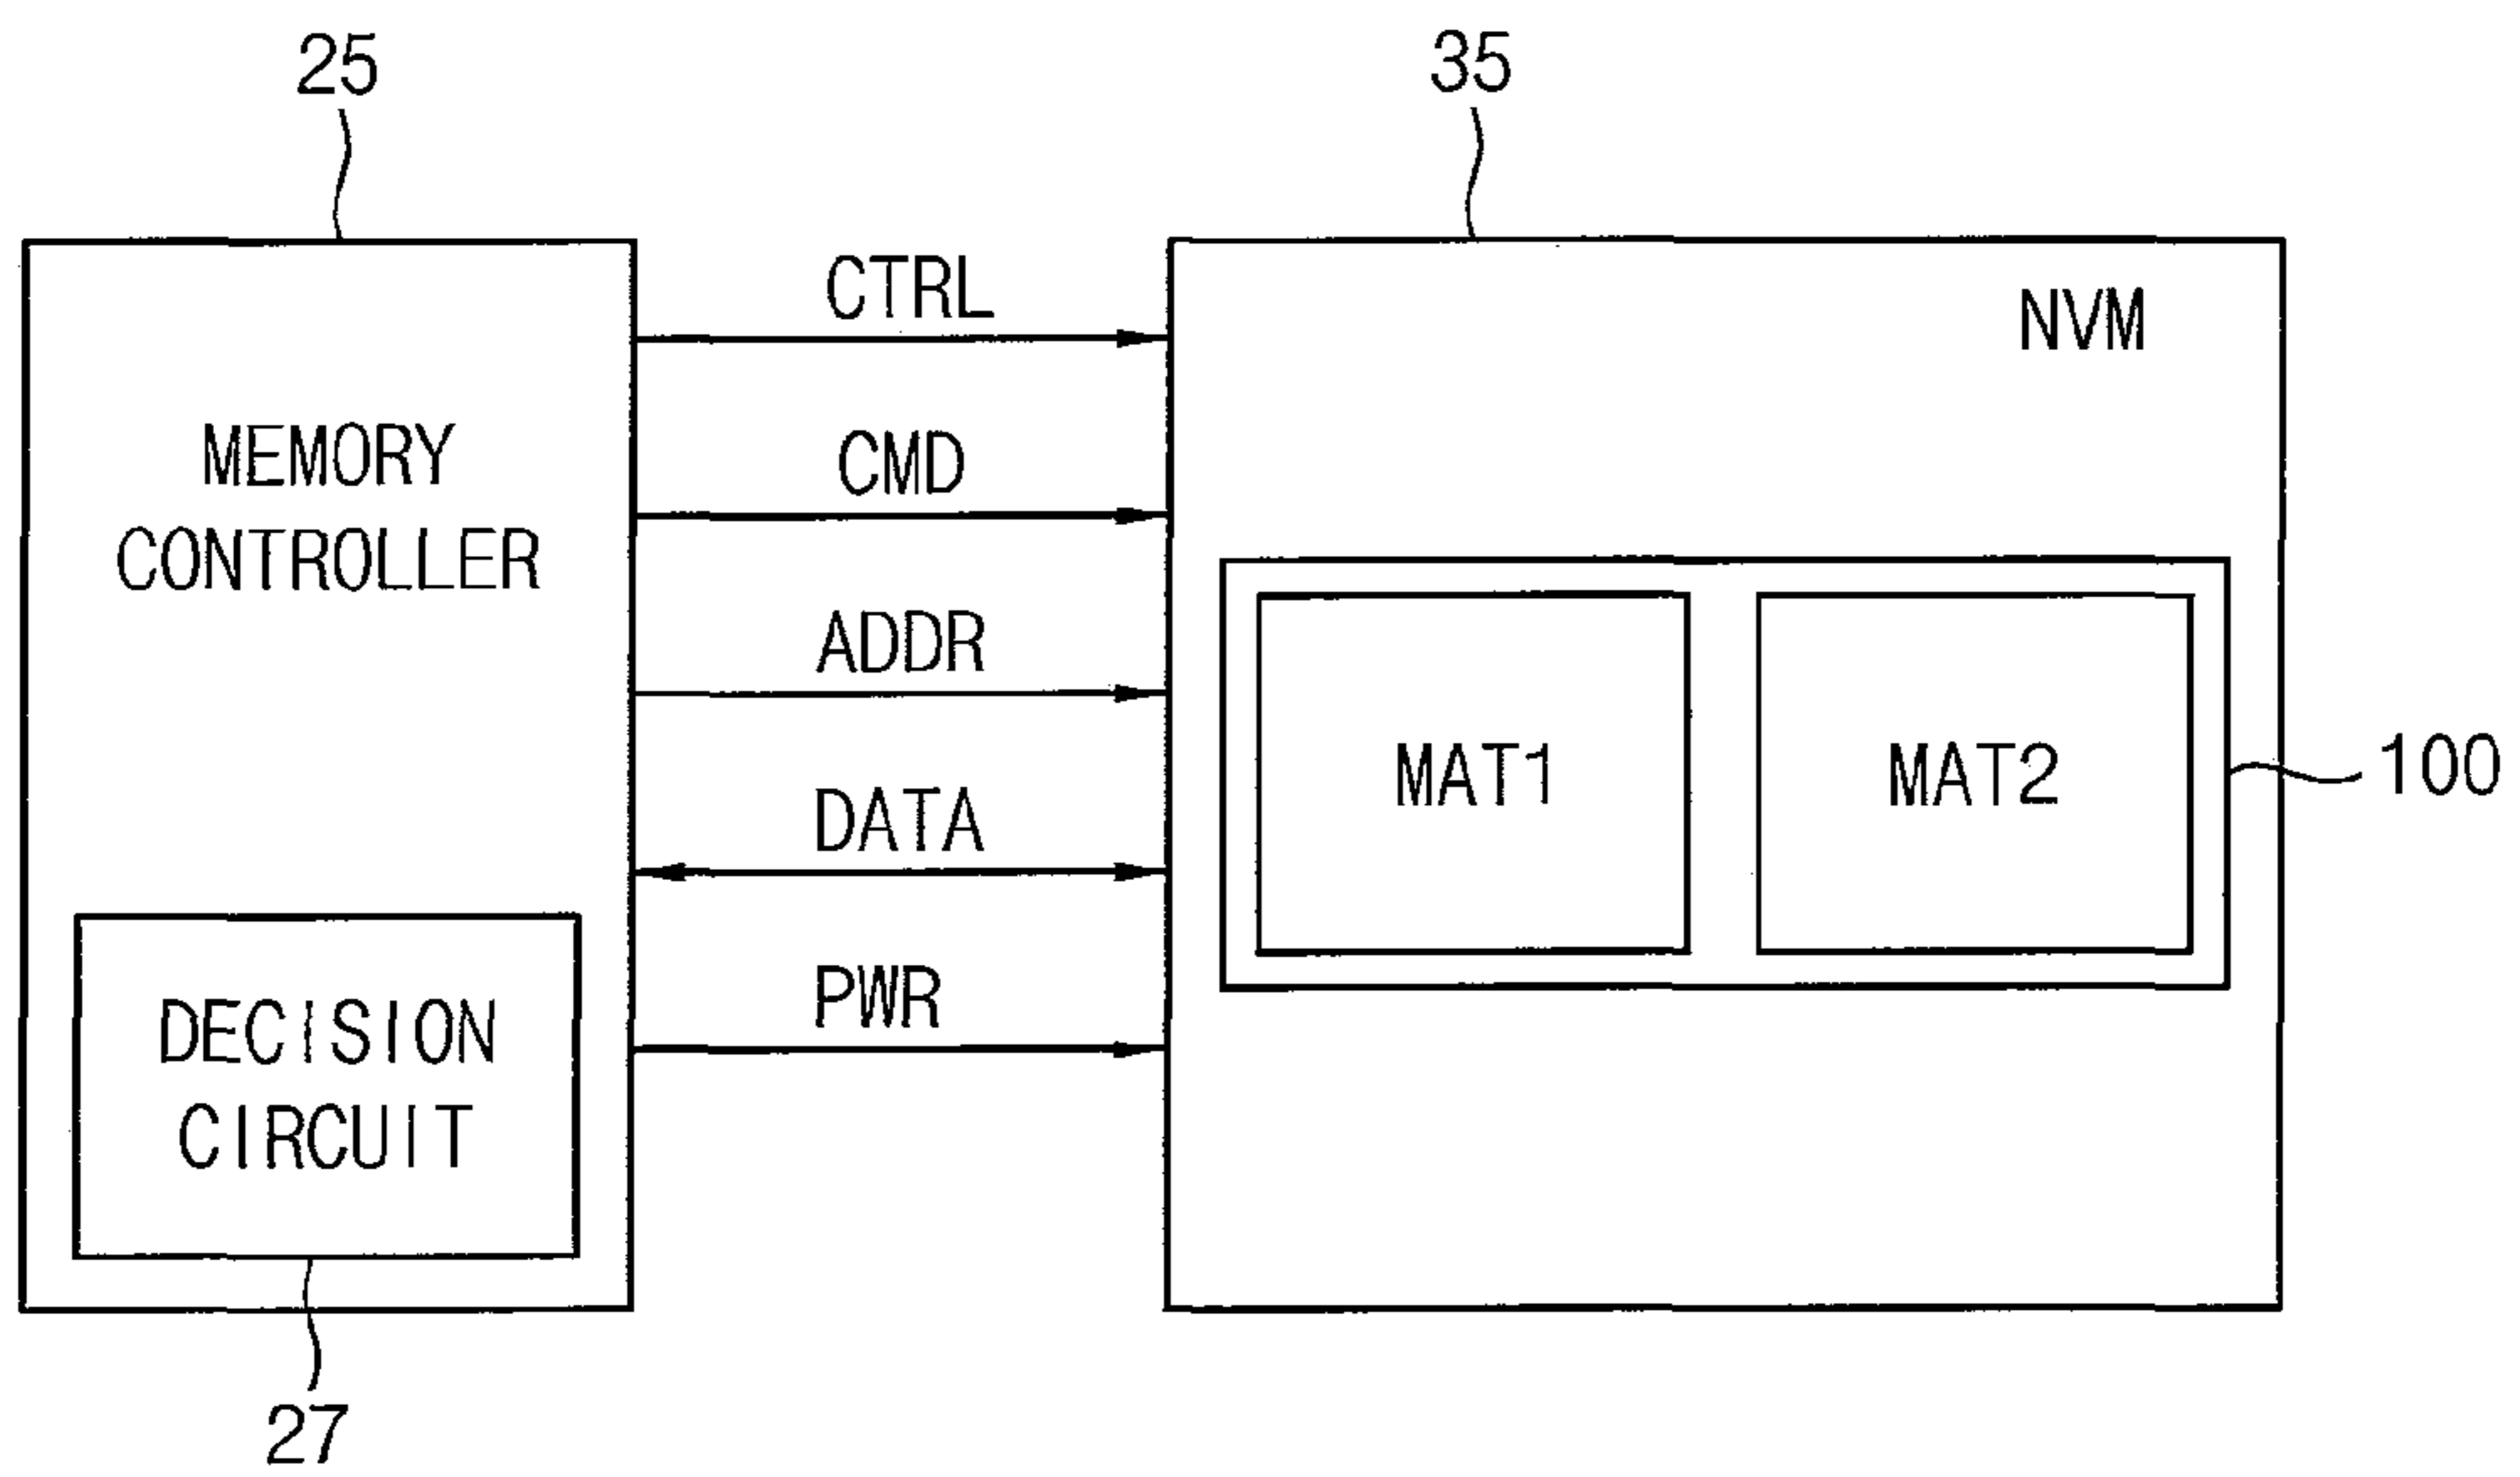 25
35
CTRL
NVM
MEMORY
CONTROLLER
CMD
ADDR
DATA
PWR
MAT1
MAT2
100
DECISION
CIRCUIT
27